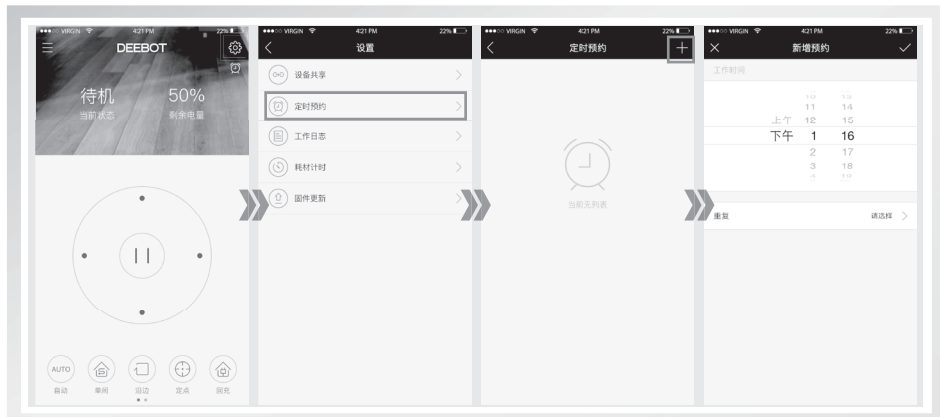 ●●●○○ VIRGIN 4:21 PM 22%
DEEBOT
待机 50%
当前状态 剩余电量
AUTO
自动 单间 沿边 定点 回充
●●●○○ VIRGIN 4:21 PM 22%
设置
设备共享
定时预约
工作日志
耗材计时
固件更新
●●●○○ VIRGIN 4:21 PM 22%
定时预约
当前无列表
●●●○○ VIRGIN 4:21 PM 22%
新增预约
工作时间
10 13
11 14
上午 12 15
下午 1 16
2 17
3 18
重复 请选择